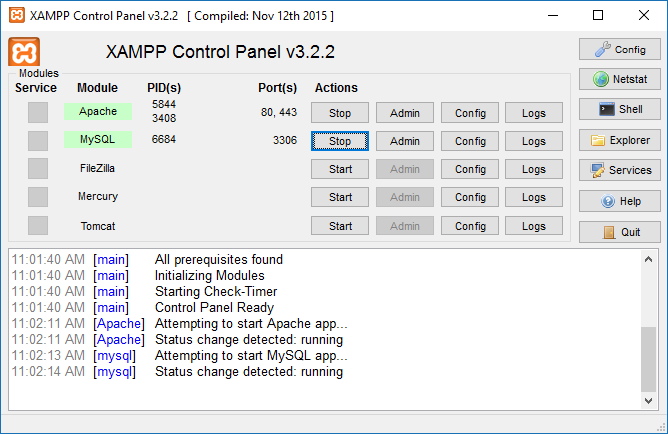 XAMPP Control Panel v3.2.2 [ Compiled: Nov 12th 2015 ]
XAMPP Control Panel v3.2.2
Config
Modules
Service Module PID(s) Port(s) Actions
Netstat
Apache 5844 3408 80, 443 Stop Admin Config Logs
Shell
MySQL 6684 3306 Stop Admin Config Logs
Explorer
FileZilla Start Admin Config Logs
Services
Mercury Start Admin Config Logs
Help
Tomcat Start Admin Config Logs
Quit
11:01:40 AM [main] All prerequisites found
11:01:40 AM [main] Initializing Modules
11:01:40 AM [main] Starting Check-Timer
11:01:40 AM [main] Control Panel Ready
11:02:11 AM [Apache] Attempting to start Apache app...
11:02:11 AM [Apache] Status change detected: running
11:02:13 AM [mysql] Attempting to start MySQL app...
11:02:14 AM [mysql] Status change detected: running